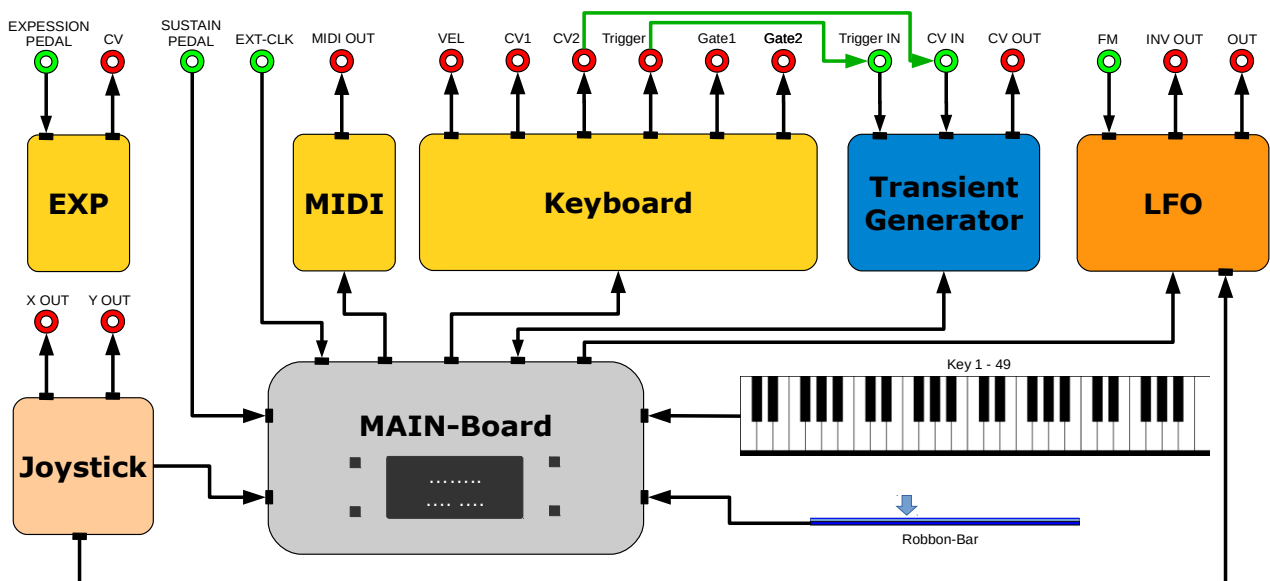 EXPESSION
PEDAL
CV
SUSTAIN
PEDAL
EXT-CLK
MIDI OUT
VEL
CV1
CV2
Trigger
Gate1
Gate2
Trigger IN
CV IN
CV OUT
FM
INV OUT
OUT
EXP
MIDI
Keyboard
Transient
Generator
LFO
X OUT
Y OUT
Key 1 - 49
MAIN-Board
Joystick
........
.... ....
Robbon-Bar